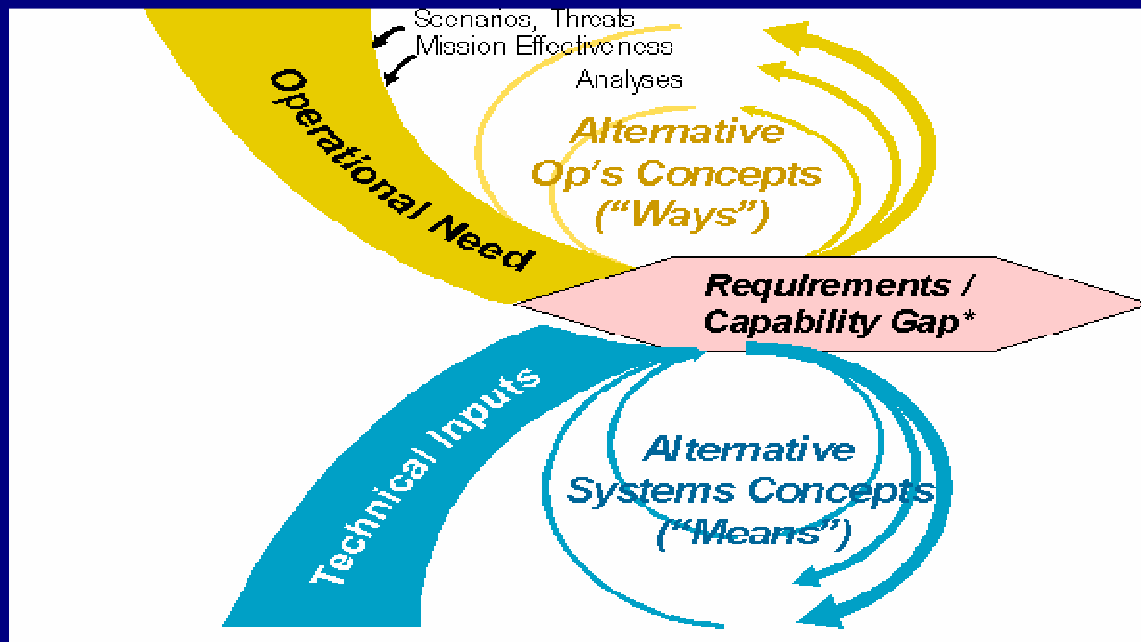 Scenarios, Threats
Mission Effectiveness
Analyses
Operational Need
Alternative
Op's Concepts
(“Ways”)
Requirements /
Capability Gap*
Technical Inputs
Alternative
Systems Concepts
(“Means”)